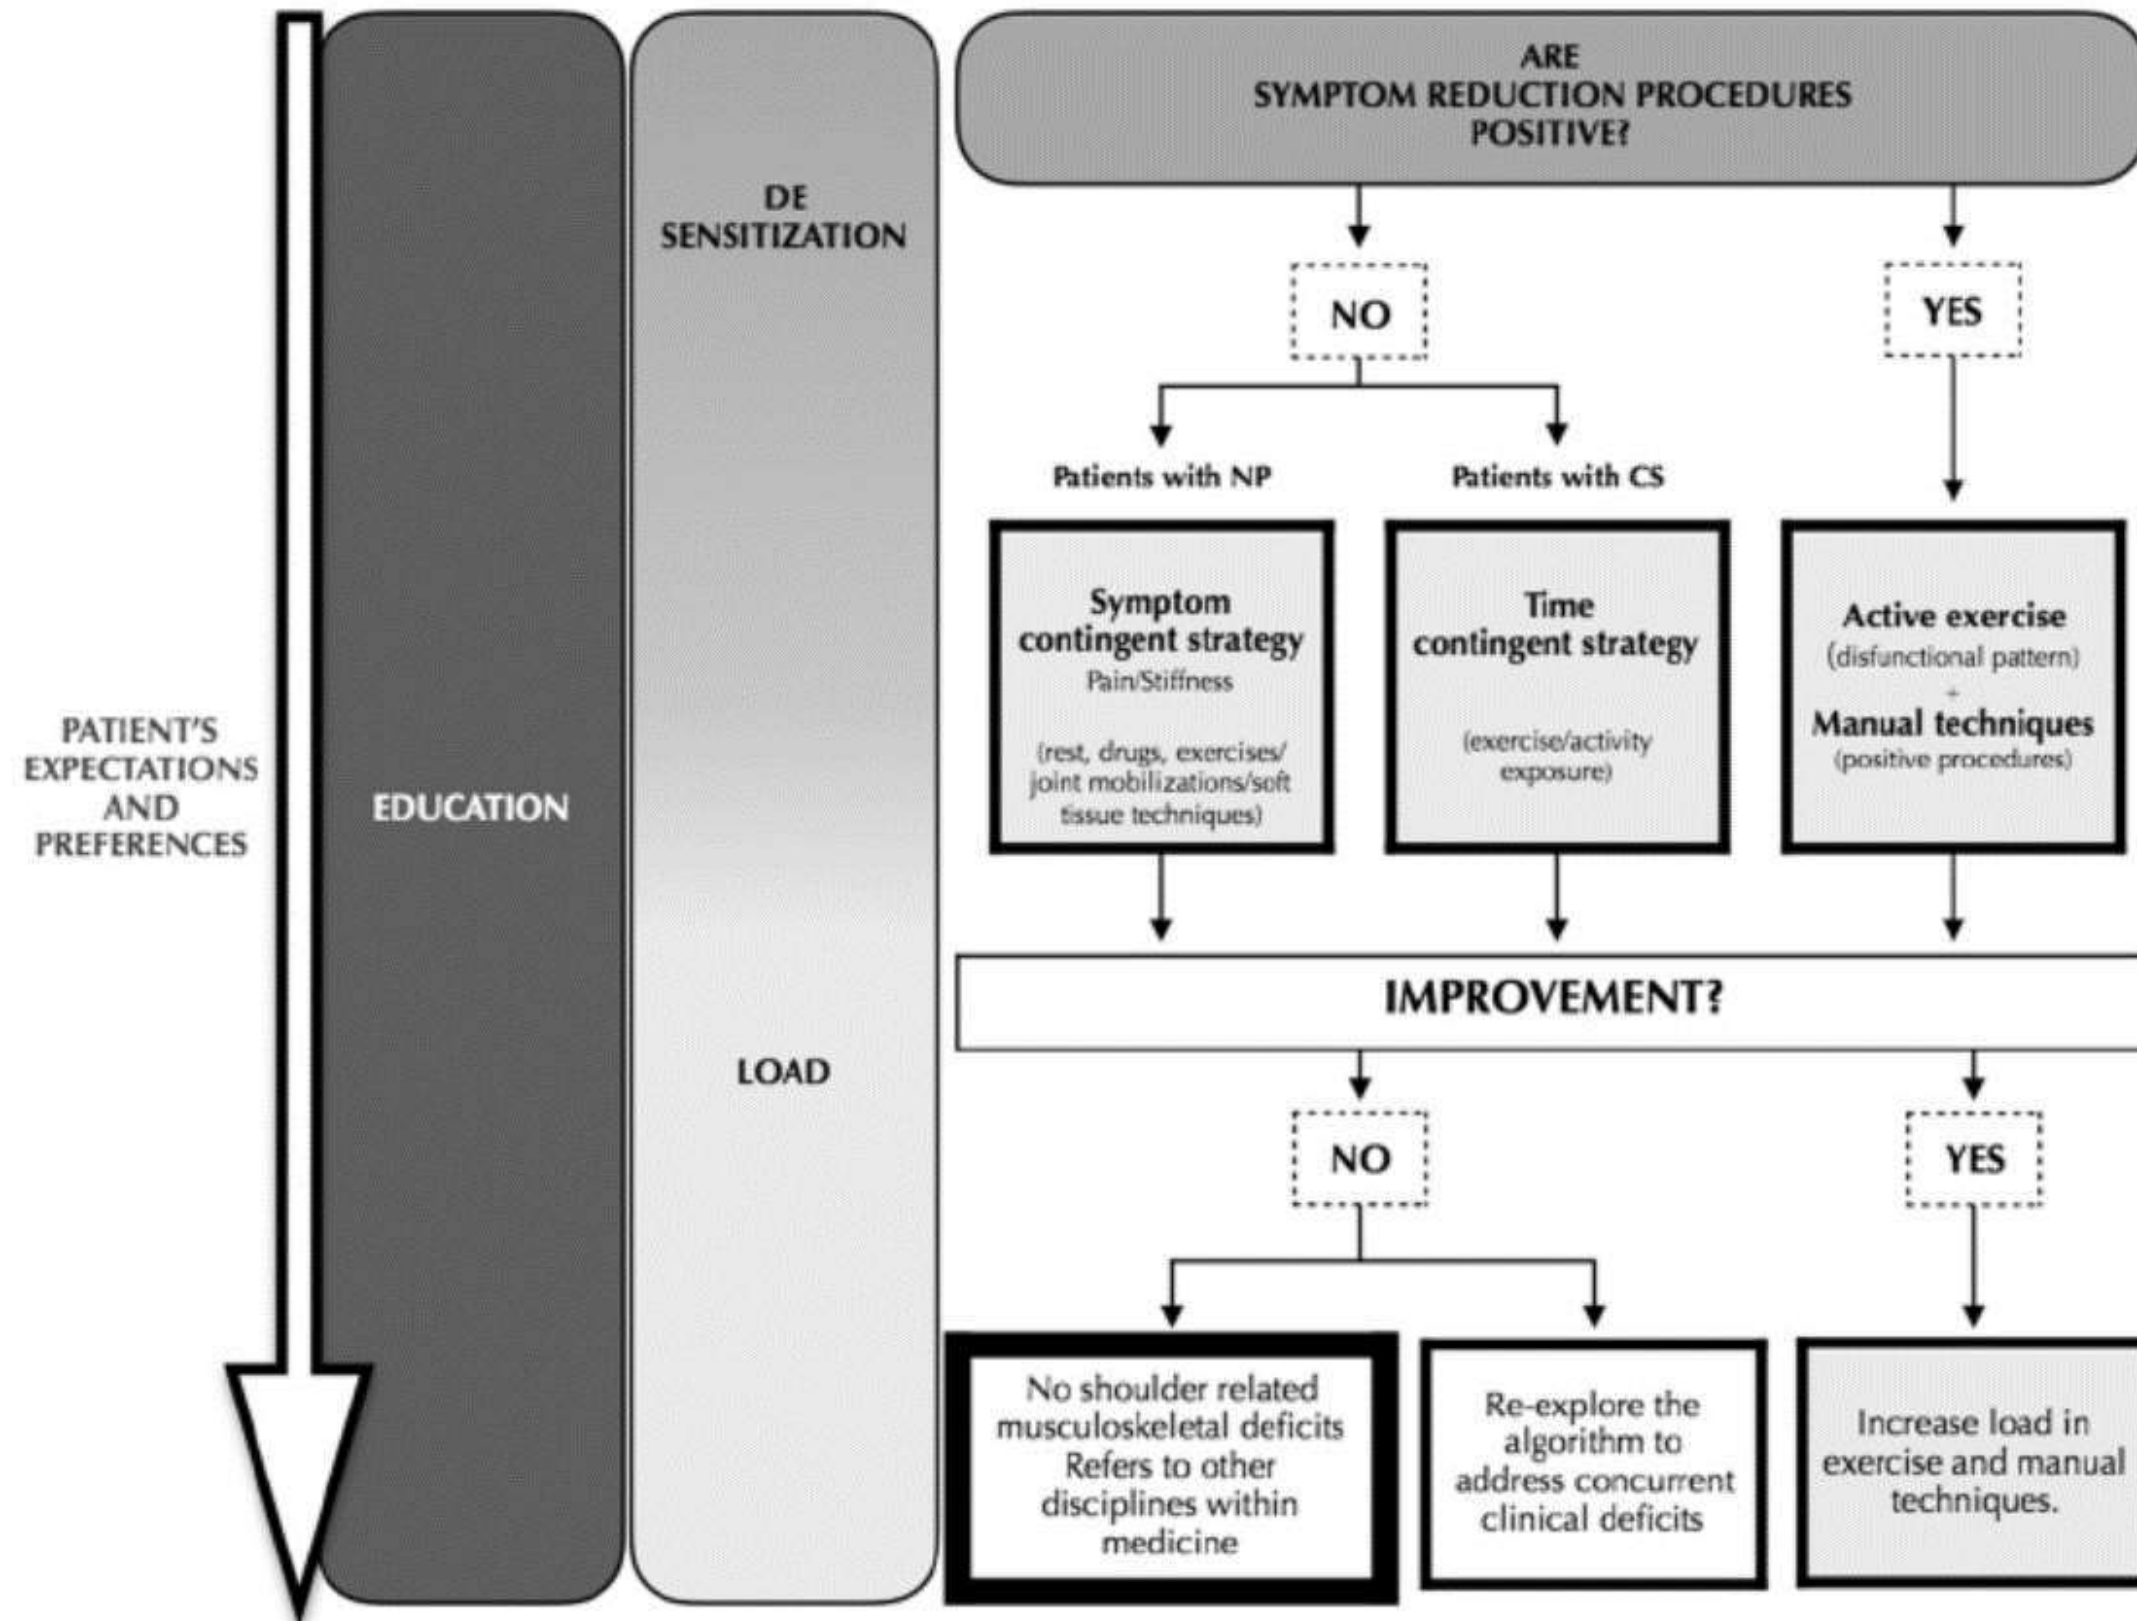 PATIENT'S
EXPECTATIONS
AND
PREFERENCES
EDUCATION
DE
SENSITIZATION
LOAD
ARE
SYMPTOM REDUCTION PROCEDURES
POSITIVE?
NO
YES
Patients with NP
Patients with CS
Symptom
contingent strategy
Pain/Stiffness
(rest, drugs, exercises/
joint mobilizations/soft
tissue techniques)
Time
contingent strategy
(exercise/activity
exposure)
Active exercise
(disfunctional pattern)
+
Manual techniques
(positive procedures)
IMPROVEMENT?
NO
YES
No shoulder related
musculoskeletal deficits
Refers to other
disciplines within
medicine
Re-explore the
algorithm to
address concurrent
clinical deficits
Increase load in
exercise and manual
techniques.